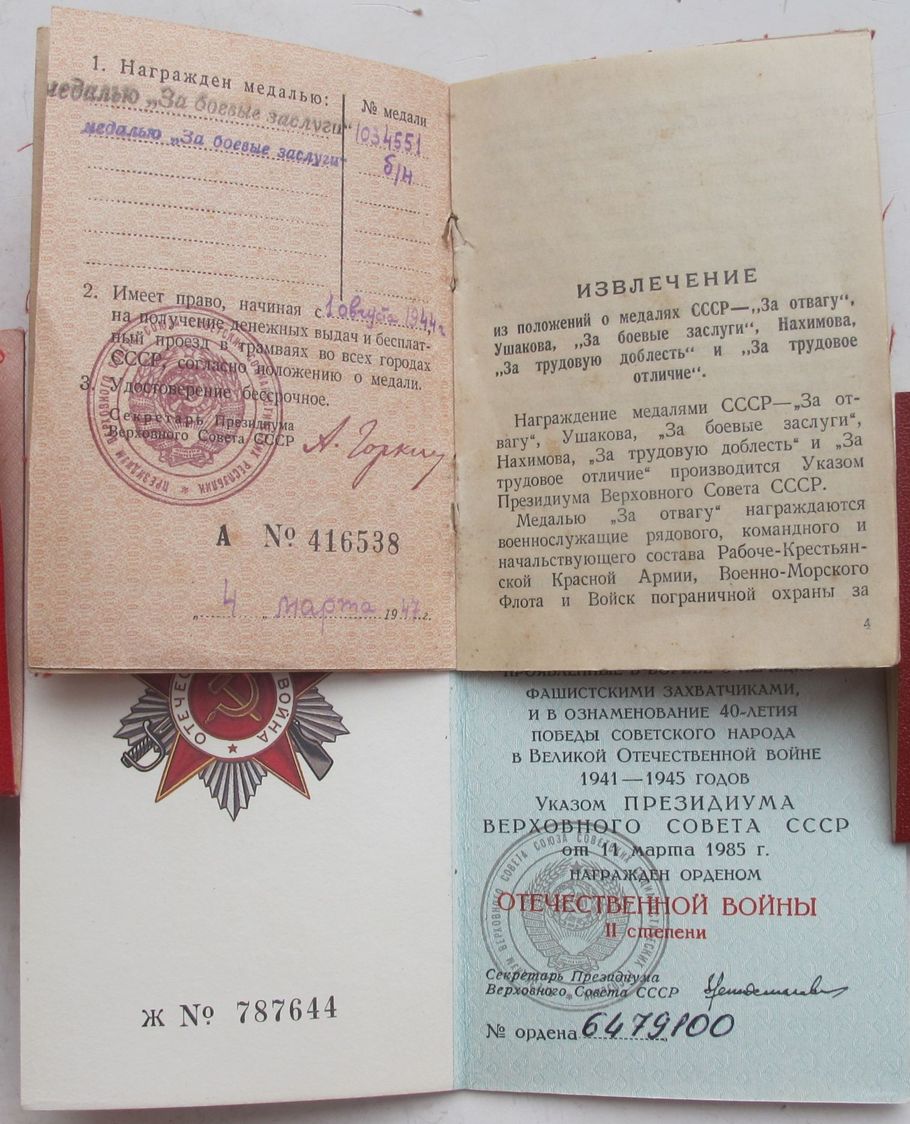 1. Награжден медалью:
№ медали
медалью „За боевые заслуги"
1034551
медалью „За боевые заслуги"
б/н
2. Имеет право, начиная с 1 августа 1944 г.,
на получение денежных выдач и бесплат-
ный проезд в трамваях во всех городах
СССР, согласно положению о медали.
3. Удостоверение бессрочное.
Секретарь Президиума
Верховного Совета СССР
А. Горкин
А № 416538
„ 4 „ марта 1947 г.
ИЗВЛЕЧЕНИЕ
из положений о медалях СССР—„За отвагу",
Ушакова, „За боевые заслуги", Нахимова,
„За трудовую доблесть" и „За трудовое
отличие".
Награждение медалями СССР—„За от-
вагу", Ушакова, „За боевые заслуги",
Нахимова, „За трудовую доблесть" и „За
трудовое отличие" производится Указом
Президиума Верховного Совета СССР.
Медалью „За отвагу" награждаются
военнослужащие рядового, командного и
начальствующего состава Рабоче-Крестьян-
ской Красной Армии, Военно-Морского
Флота и Войск пограничной охраны за
4
ВОЙНА
ОТЕЧЕС
Ж № 787644
ФАШИСТСКИМИ ЗАХВАТЧИКАМИ,
И В ОЗНАМЕНОВАНИЕ 40-ЛЕТИЯ
ПОБЕДЫ СОВЕТСКОГО НАРОДА
В ВЕЛИКОЙ ОТЕЧЕСТВЕННОЙ ВОЙНЕ
1941—1945 ГОДОВ
УКАЗОМ ПРЕЗИДИУМА
ВЕРХОВНОГО СОВЕТА СССР
от 11 марта 1985 г.
НАГРАЖДЕН ОРДЕНОМ
ОТЕЧЕСТВЕННОЙ ВОЙНЫ
II степени
Секретарь Президиума
Верховного Совета СССР
№ ордена 6479100